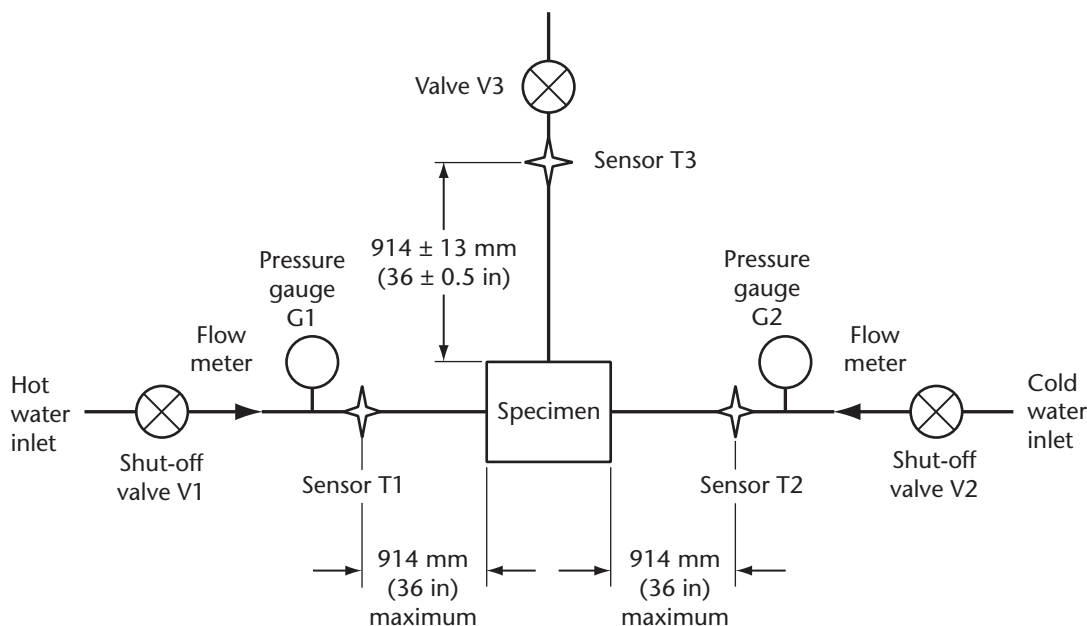 Valve V3
Sensor T3
914 ± 13 mm
(36 ± 0.5 in)
Pressure
gauge
G1
Flow
meter
Hot
water
inlet
Shut-off
valve V1
Sensor T1
Specimen
Pressure
gauge
G2
Flow
meter
Cold
water
inlet
Sensor T2
Shut-off
valve V2
914 mm
(36 in)
maximum
914 mm
(36 in)
maximum